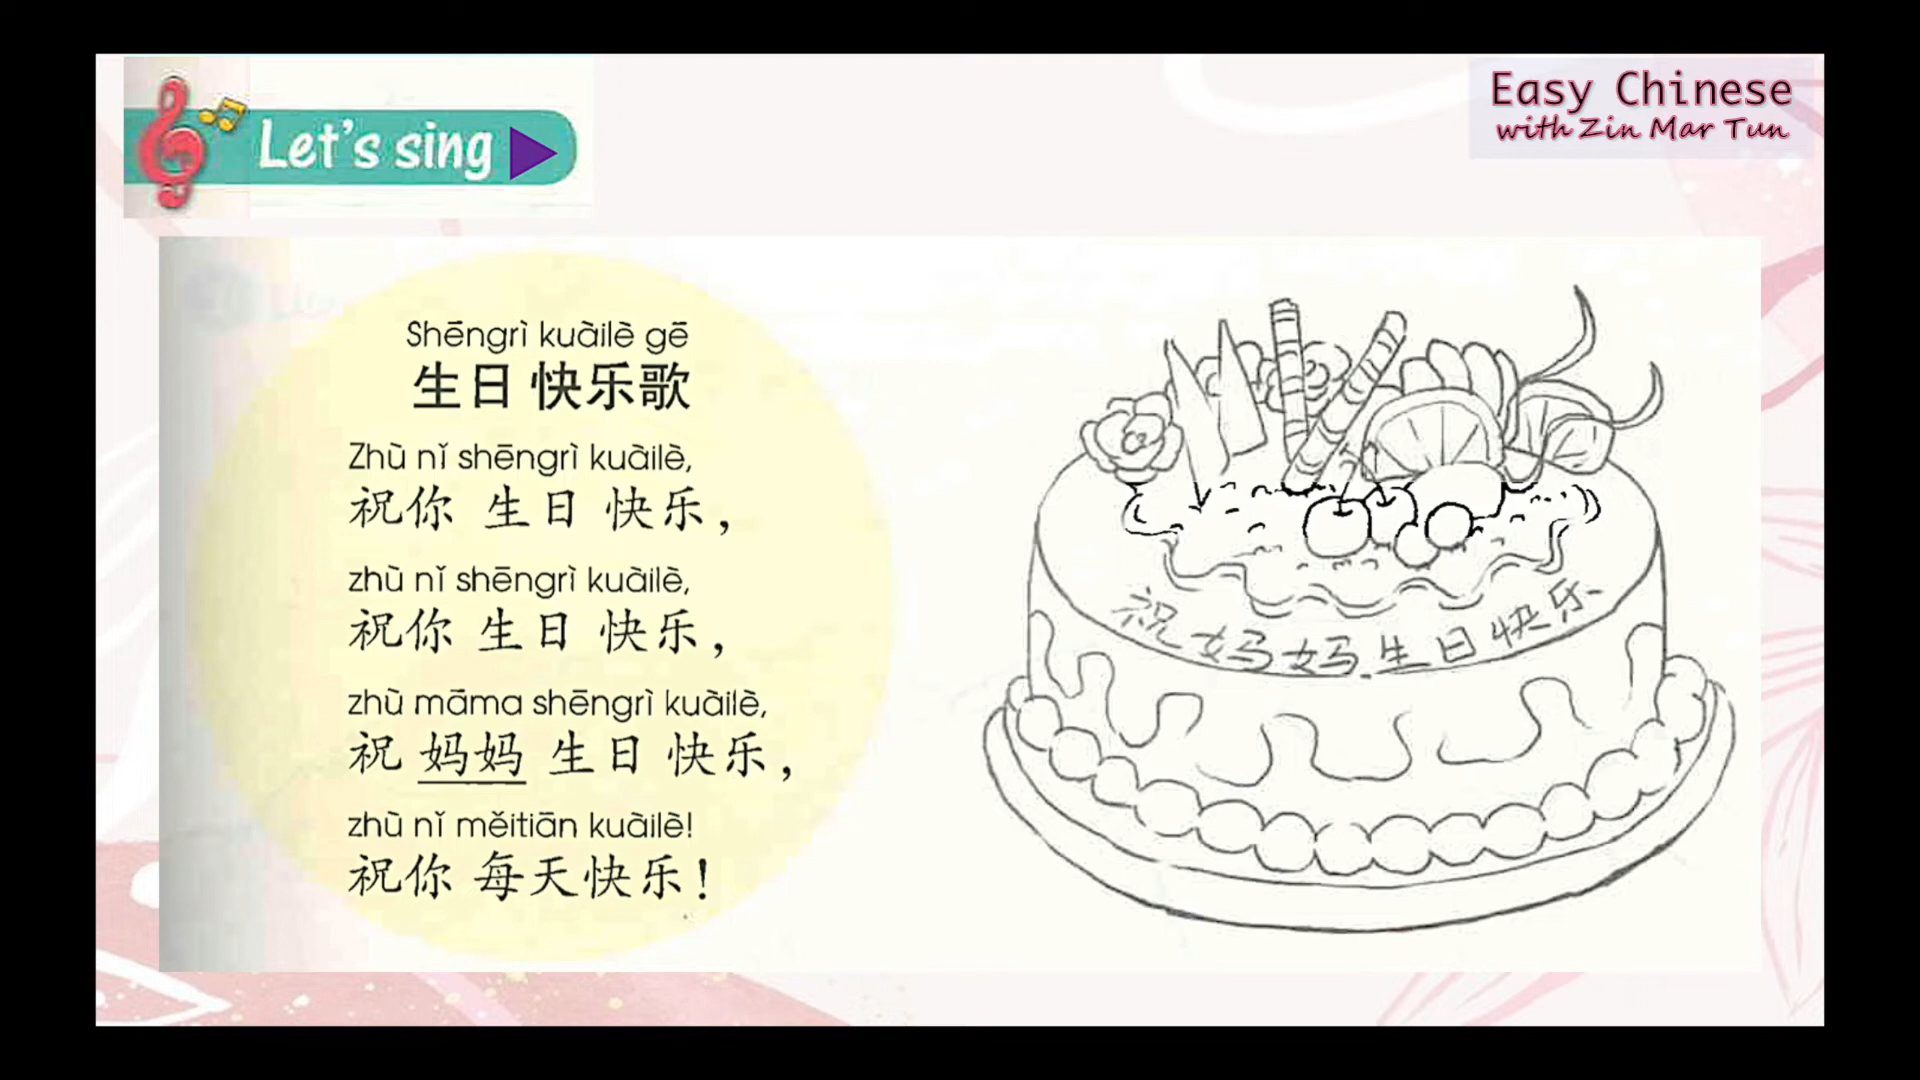 Let's sing
Easy Chinese
with Zin Mar Tun
Shēngrì kuàilè gē
生日 快乐歌
Zhù nǐ shēngrì kuàilè,
祝你 生日 快乐，
zhù nǐ shēngrì kuàilè,
祝你 生日 快乐，
zhù māma shēngrì kuàilè,
祝 妈妈 生日 快乐，
zhù nǐ měitiān kuàilè!
祝你 每天快乐！
祝妈妈生日快乐